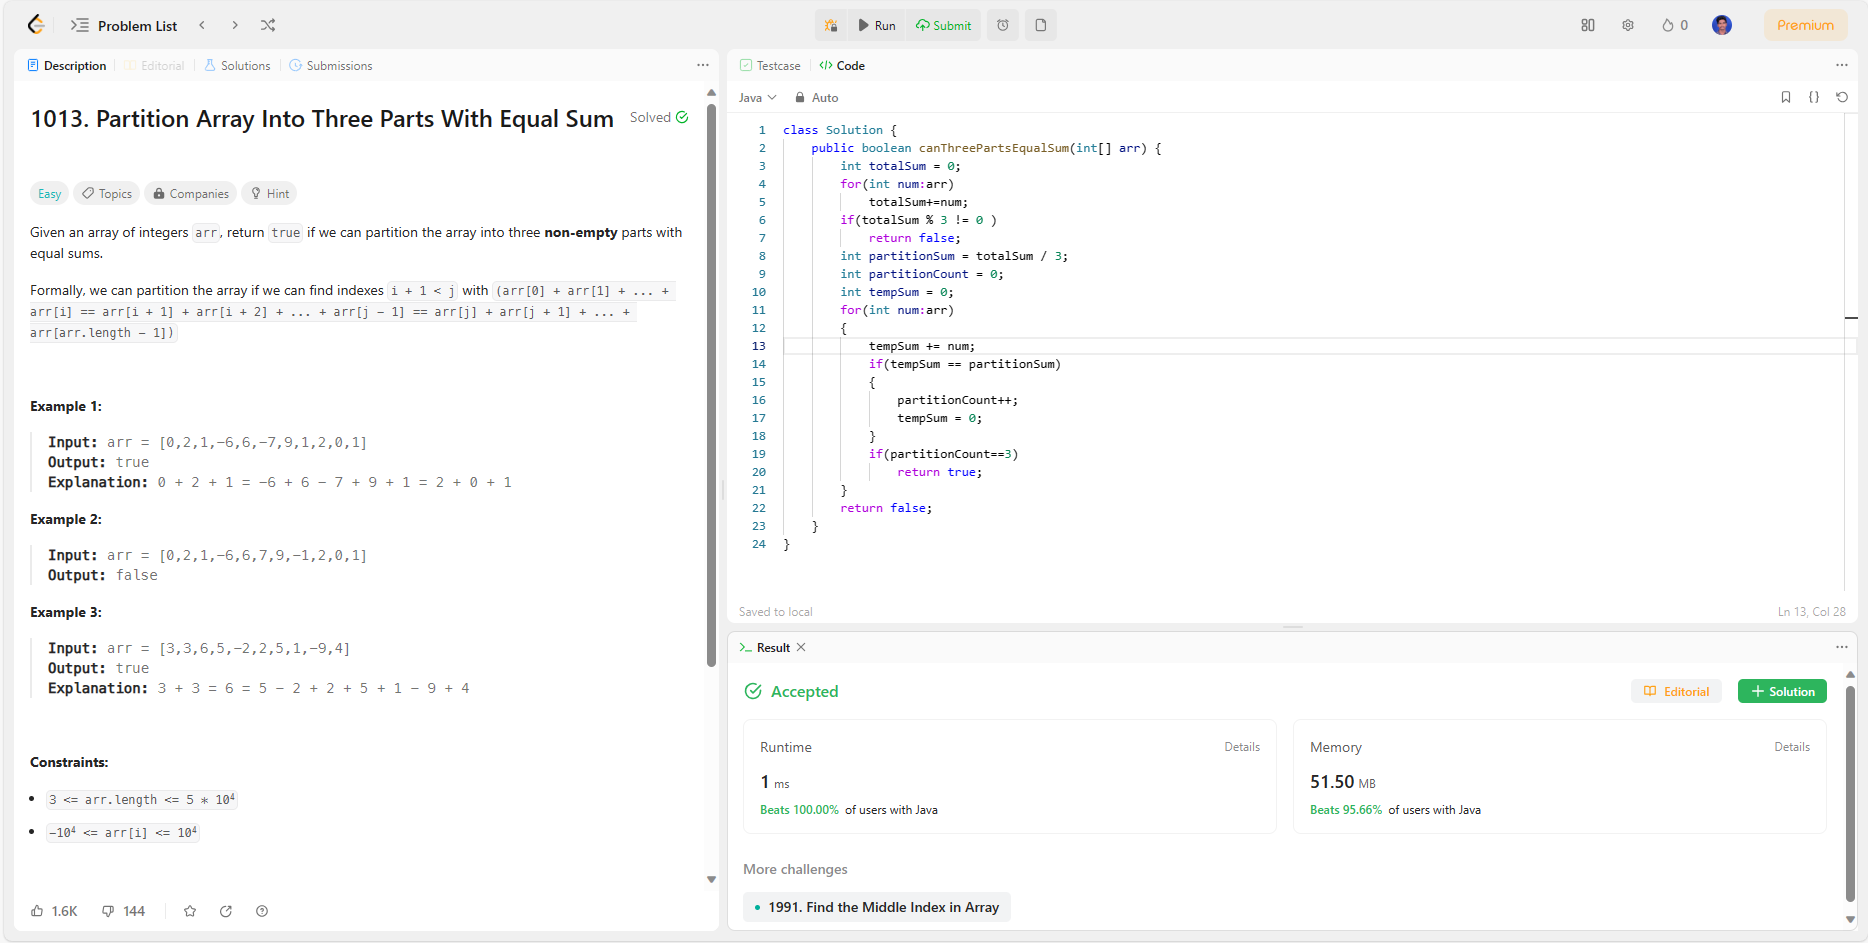 Problem List
Run
Submit
0
Premium
Description
Editorial
Solutions
Submissions
1013. Partition Array Into Three Parts With Equal Sum
Solved
Easy
Topics
Companies
Hint
Given an array of integers arr, return true if we can partition the array into three non-empty parts with
equal sums.
Formally, we can partition the array if we can find indexes i + 1 < j with (arr[0] + arr[1] + ... +
arr[i] == arr[i + 1] + arr[i + 2] + ... + arr[j - 1] == arr[j] + arr[j + 1] + ... +
arr[arr.length - 1])
Example 1:
Input: arr = [0,2,1,-6,6,-7,9,1,2,0,1]
Output: true
Explanation: 0 + 2 + 1 = -6 + 6 - 7 + 9 + 1 = 2 + 0 + 1
Example 2:
Input: arr = [0,2,1,-6,6,7,9,-1,2,0,1]
Output: false
Example 3:
Input: arr = [3,3,6,5,-2,2,5,1,-9,4]
Output: true
Explanation: 3 + 3 = 6 = 5 - 2 + 2 + 5 + 1 - 9 + 4
Constraints:
3 <= arr.length <= 5 * 10⁴
-10⁴ <= arr[i] <= 10⁴
1.6K
144
Testcase
Code
Java
Auto
1 class Solution {
2 public boolean canThreePartsEqualSum(int[] arr) {
3 int totalSum = 0;
4 for(int num:arr)
5 totalSum+=num;
6 if(totalSum % 3 != 0 )
7 return false;
8 int partitionSum = totalSum / 3;
9 int partitionCount = 0;
10 int tempSum = 0;
11 for(int num:arr)
12 {
13 tempSum += num;
14 if(tempSum == partitionSum)
15 {
16 partitionCount++;
17 tempSum = 0;
18 }
19 if(partitionCount==3)
20 return true;
21 }
22 return false;
23 }
24 }
Saved to local
Ln 13, Col 28
Result
Accepted
Editorial
Solution
Runtime
Details
1 ms
Beats 100.00% of users with Java
Memory
Details
51.50 MB
Beats 95.66% of users with Java
More challenges
1991. Find the Middle Index in Array